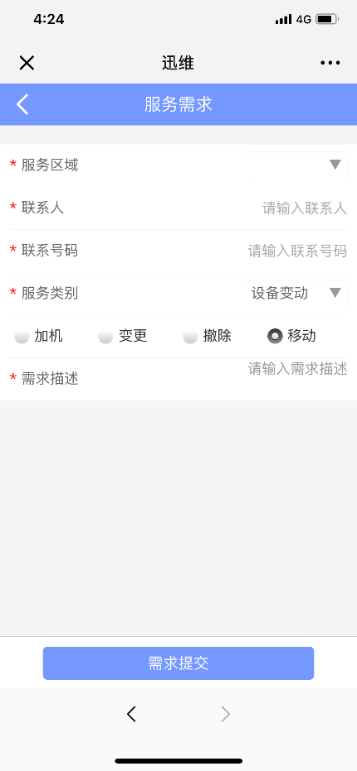 4:24
4G
迅维
服务需求
* 服务区域
* 联系人 请输入联系人
* 联系号码 请输入联系号码
* 服务类别 设备变动
加机 变更 撤除 移动
* 需求描述 请输入需求描述
需求提交